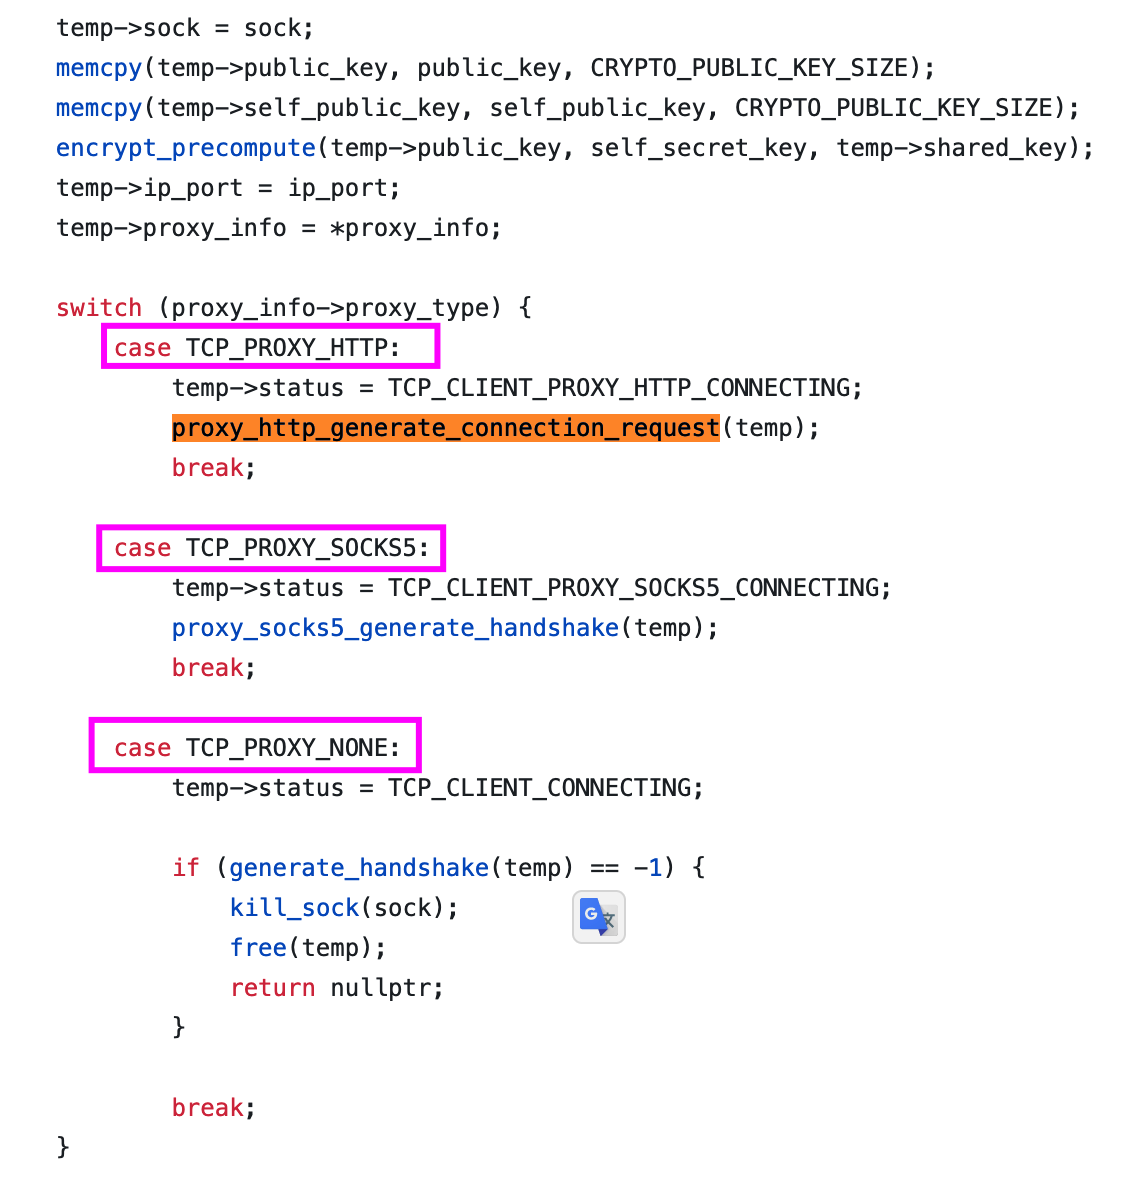 temp->sock = sock;
memcpy(temp->public_key, public_key, CRYPTO_PUBLIC_KEY_SIZE);
memcpy(temp->self_public_key, self_public_key, CRYPTO_PUBLIC_KEY_SIZE);
encrypt_precompute(temp->public_key, self_secret_key, temp->shared_key);
temp->ip_port = ip_port;
temp->proxy_info = *proxy_info;
switch (proxy_info->proxy_type) {
case TCP_PROXY_HTTP:
temp->status = TCP_CLIENT_PROXY_HTTP_CONNECTING;
proxy_http_generate_connection_request(temp);
break;
case TCP_PROXY_SOCKS5:
temp->status = TCP_CLIENT_PROXY_SOCKS5_CONNECTING;
proxy_socks5_generate_handshake(temp);
break;
case TCP_PROXY_NONE:
temp->status = TCP_CLIENT_CONNECTING;
if (generate_handshake(temp) == -1) {
kill_sock(sock);
G 文
free(temp);
return nullptr;
}
break;
}